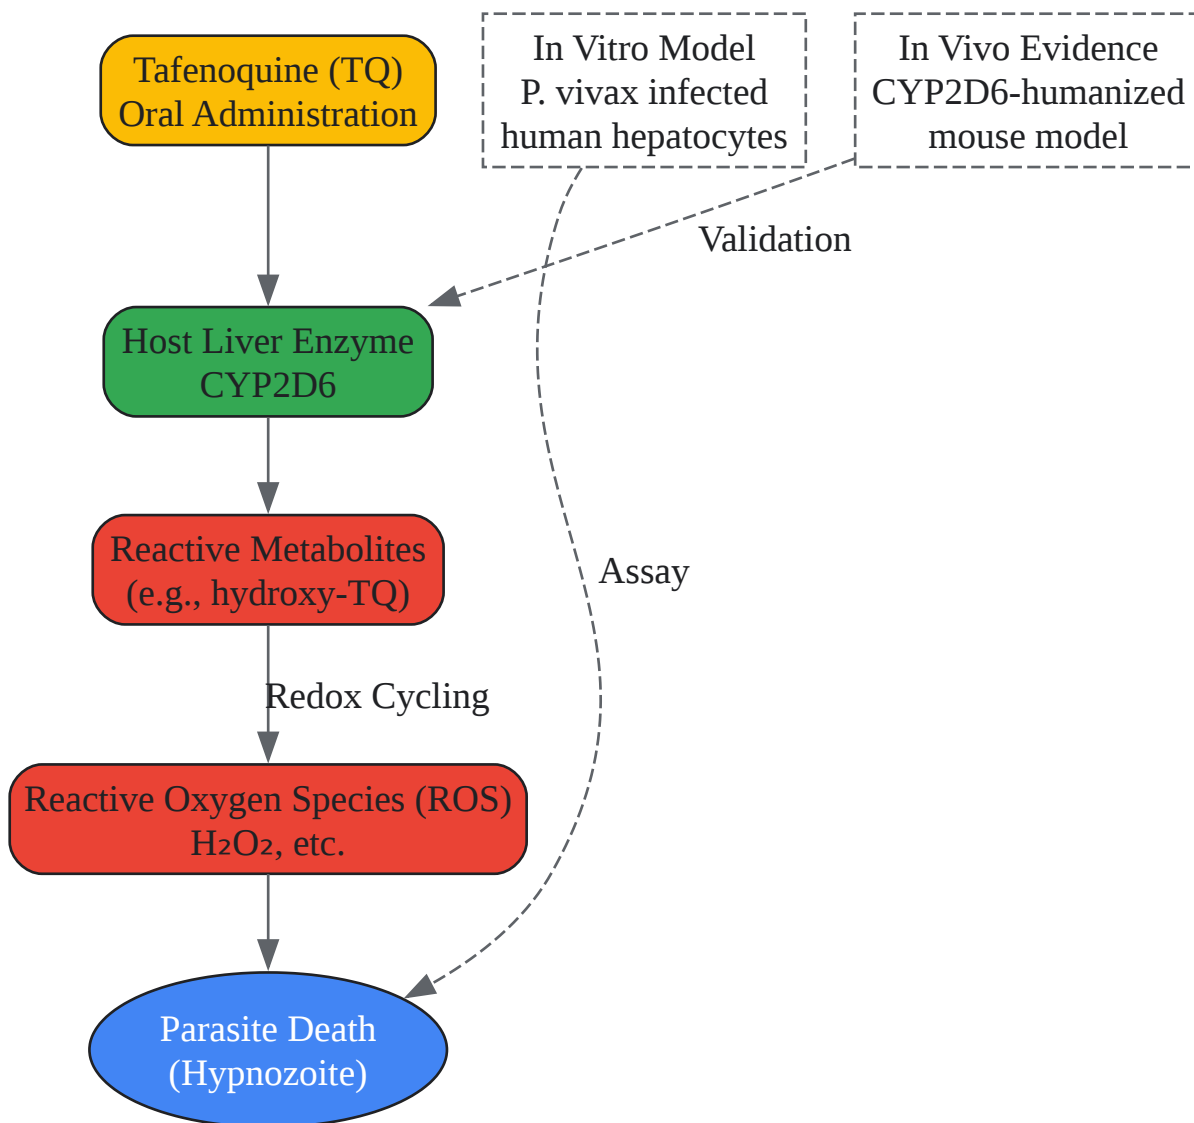 Tafenoquine (TQ)
Oral Administration
In Vitro Model
P. vivax infected
human hepatocytes
In Vivo Evidence
CYP2D6-humanized
mouse model
Validation
Host Liver Enzyme
CYP2D6
Reactive Metabolites
(e.g., hydroxy-TQ)
Assay
Redox Cycling
Reactive Oxygen Species (ROS)
H₂O₂, etc.
Parasite Death
(Hypnozoite)